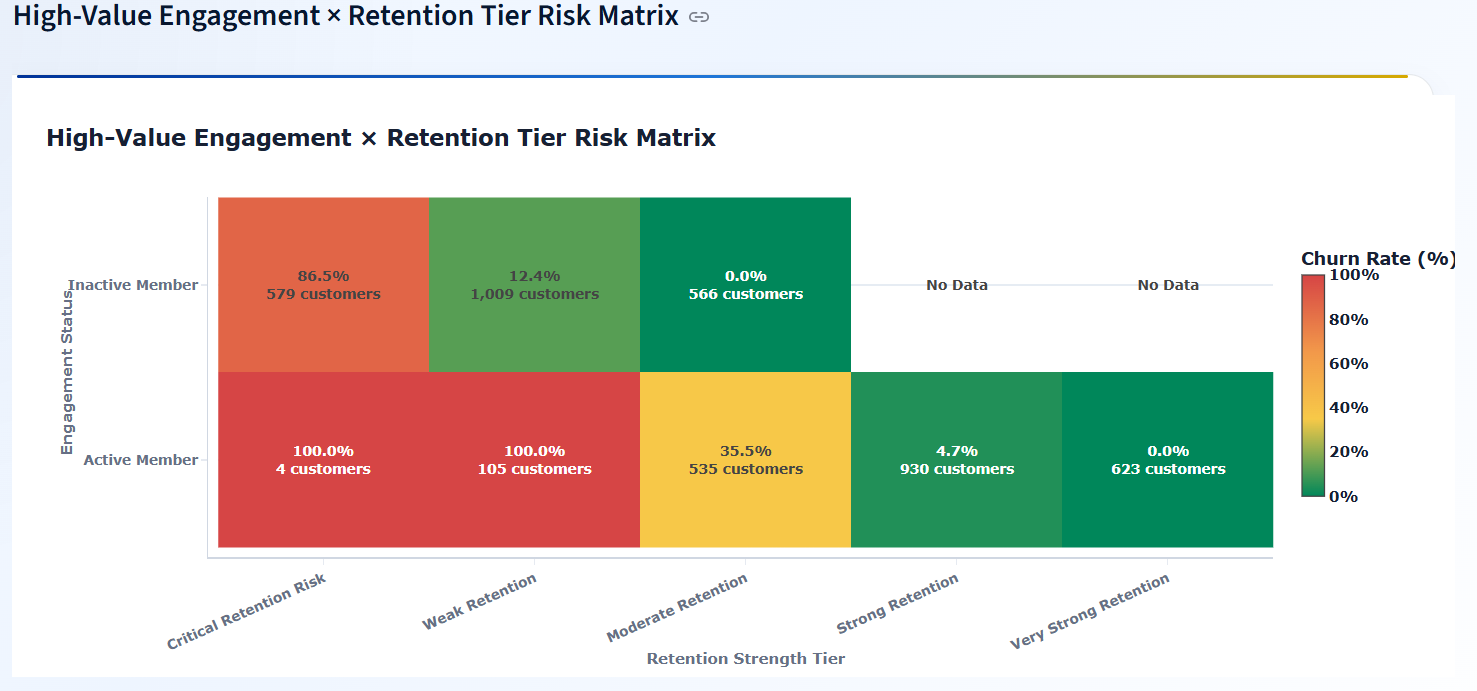 High-Value Engagement × Retention Tier Risk Matrix
High-Value Engagement × Retention Tier Risk Matrix
Engagement Status
Inactive Member
86.5%
579 customers
12.4%
1,009 customers
0.0%
566 customers
No Data
No Data
Active Member
100.0%
4 customers
100.0%
105 customers
35.5%
535 customers
4.7%
930 customers
0.0%
623 customers
Critical Retention Risk
Weak Retention
Moderate Retention
Strong Retention
Very Strong Retention
Retention Strength Tier
Churn Rate (%)
100%
80%
60%
40%
20%
0%